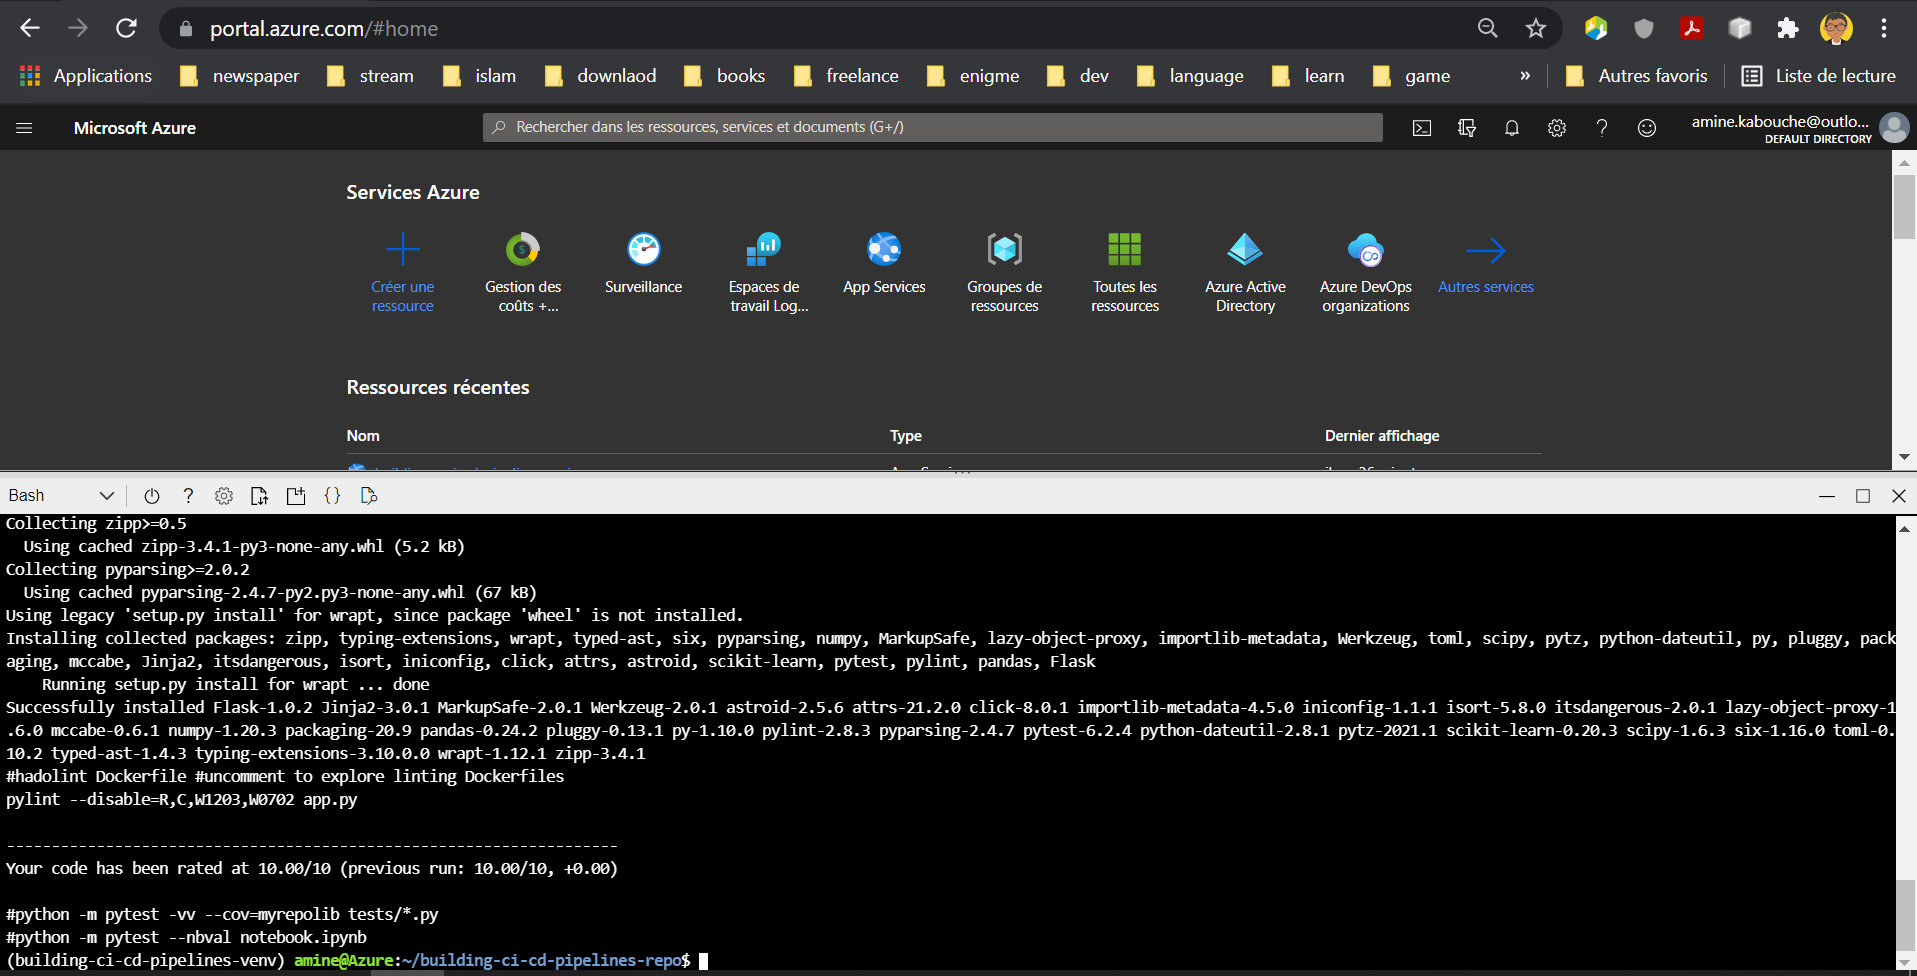 portal.azure.com/#home
Applications newspaper stream islam downlaod books freelance enigme dev language learn game » Autres favoris Liste de lecture
Microsoft Azure Rechercher dans les ressources, services et documents (G+/) amine.kabouche@outlo...
DEFAULT DIRECTORY
Services Azure
Créer une ressource
Gestion des coûts +...
Surveillance
Espaces de travail Log...
App Services
Groupes de ressources
Toutes les ressources
Azure Active Directory
Azure DevOps organizations
Autres services
Ressources récentes
Nom Type Dernier affichage
Bash
Collecting zipp>=0.5
  Using cached zipp-3.4.1-py3-none-any.whl (5.2 kB)
Collecting pyparsing>=2.0.2
  Using cached pyparsing-2.4.7-py2.py3-none-any.whl (67 kB)
Using legacy 'setup.py install' for wrapt, since package 'wheel' is not installed.
Installing collected packages: zipp, typing-extensions, wrapt, typed-ast, six, pyparsing, numpy, MarkupSafe, lazy-object-proxy, importlib-metadata, Werkzeug, toml, scipy, pytz, python-dateutil, py, pluggy, pack
aging, mccabe, Jinja2, itsdangerous, isort, iniconfig, click, attrs, astroid, scikit-learn, pytest, pylint, pandas, Flask
    Running setup.py install for wrapt ... done
Successfully installed Flask-1.0.2 Jinja2-3.0.1 MarkupSafe-2.0.1 Werkzeug-2.0.1 astroid-2.5.6 attrs-21.2.0 click-8.0.1 importlib-metadata-4.5.0 iniconfig-1.1.1 isort-5.8.0 itsdangerous-2.0.1 lazy-object-proxy-1
.6.0 mccabe-0.6.1 numpy-1.20.3 packaging-20.9 pandas-0.24.2 pluggy-0.13.1 py-1.10.0 pylint-2.8.3 pyparsing-2.4.7 pytest-6.2.4 python-dateutil-2.8.1 pytz-2021.1 scikit-learn-0.20.3 scipy-1.6.3 six-1.16.0 toml-0.
10.2 typed-ast-1.4.3 typing-extensions-3.10.0.0 wrapt-1.12.1 zipp-3.4.1
#hadolint Dockerfile #uncomment to explore linting Dockerfiles
pylint --disable=R,C,W1203,W0702 app.py
--------------------------------------------------------------------
Your code has been rated at 10.00/10 (previous run: 10.00/10, +0.00)
#python -m pytest -vv --cov=myrepolib tests/*.py
#python -m pytest --nbval notebook.ipynb
(building-ci-cd-pipelines-venv) amine@Azure:~/building-ci-cd-pipelines-repo$